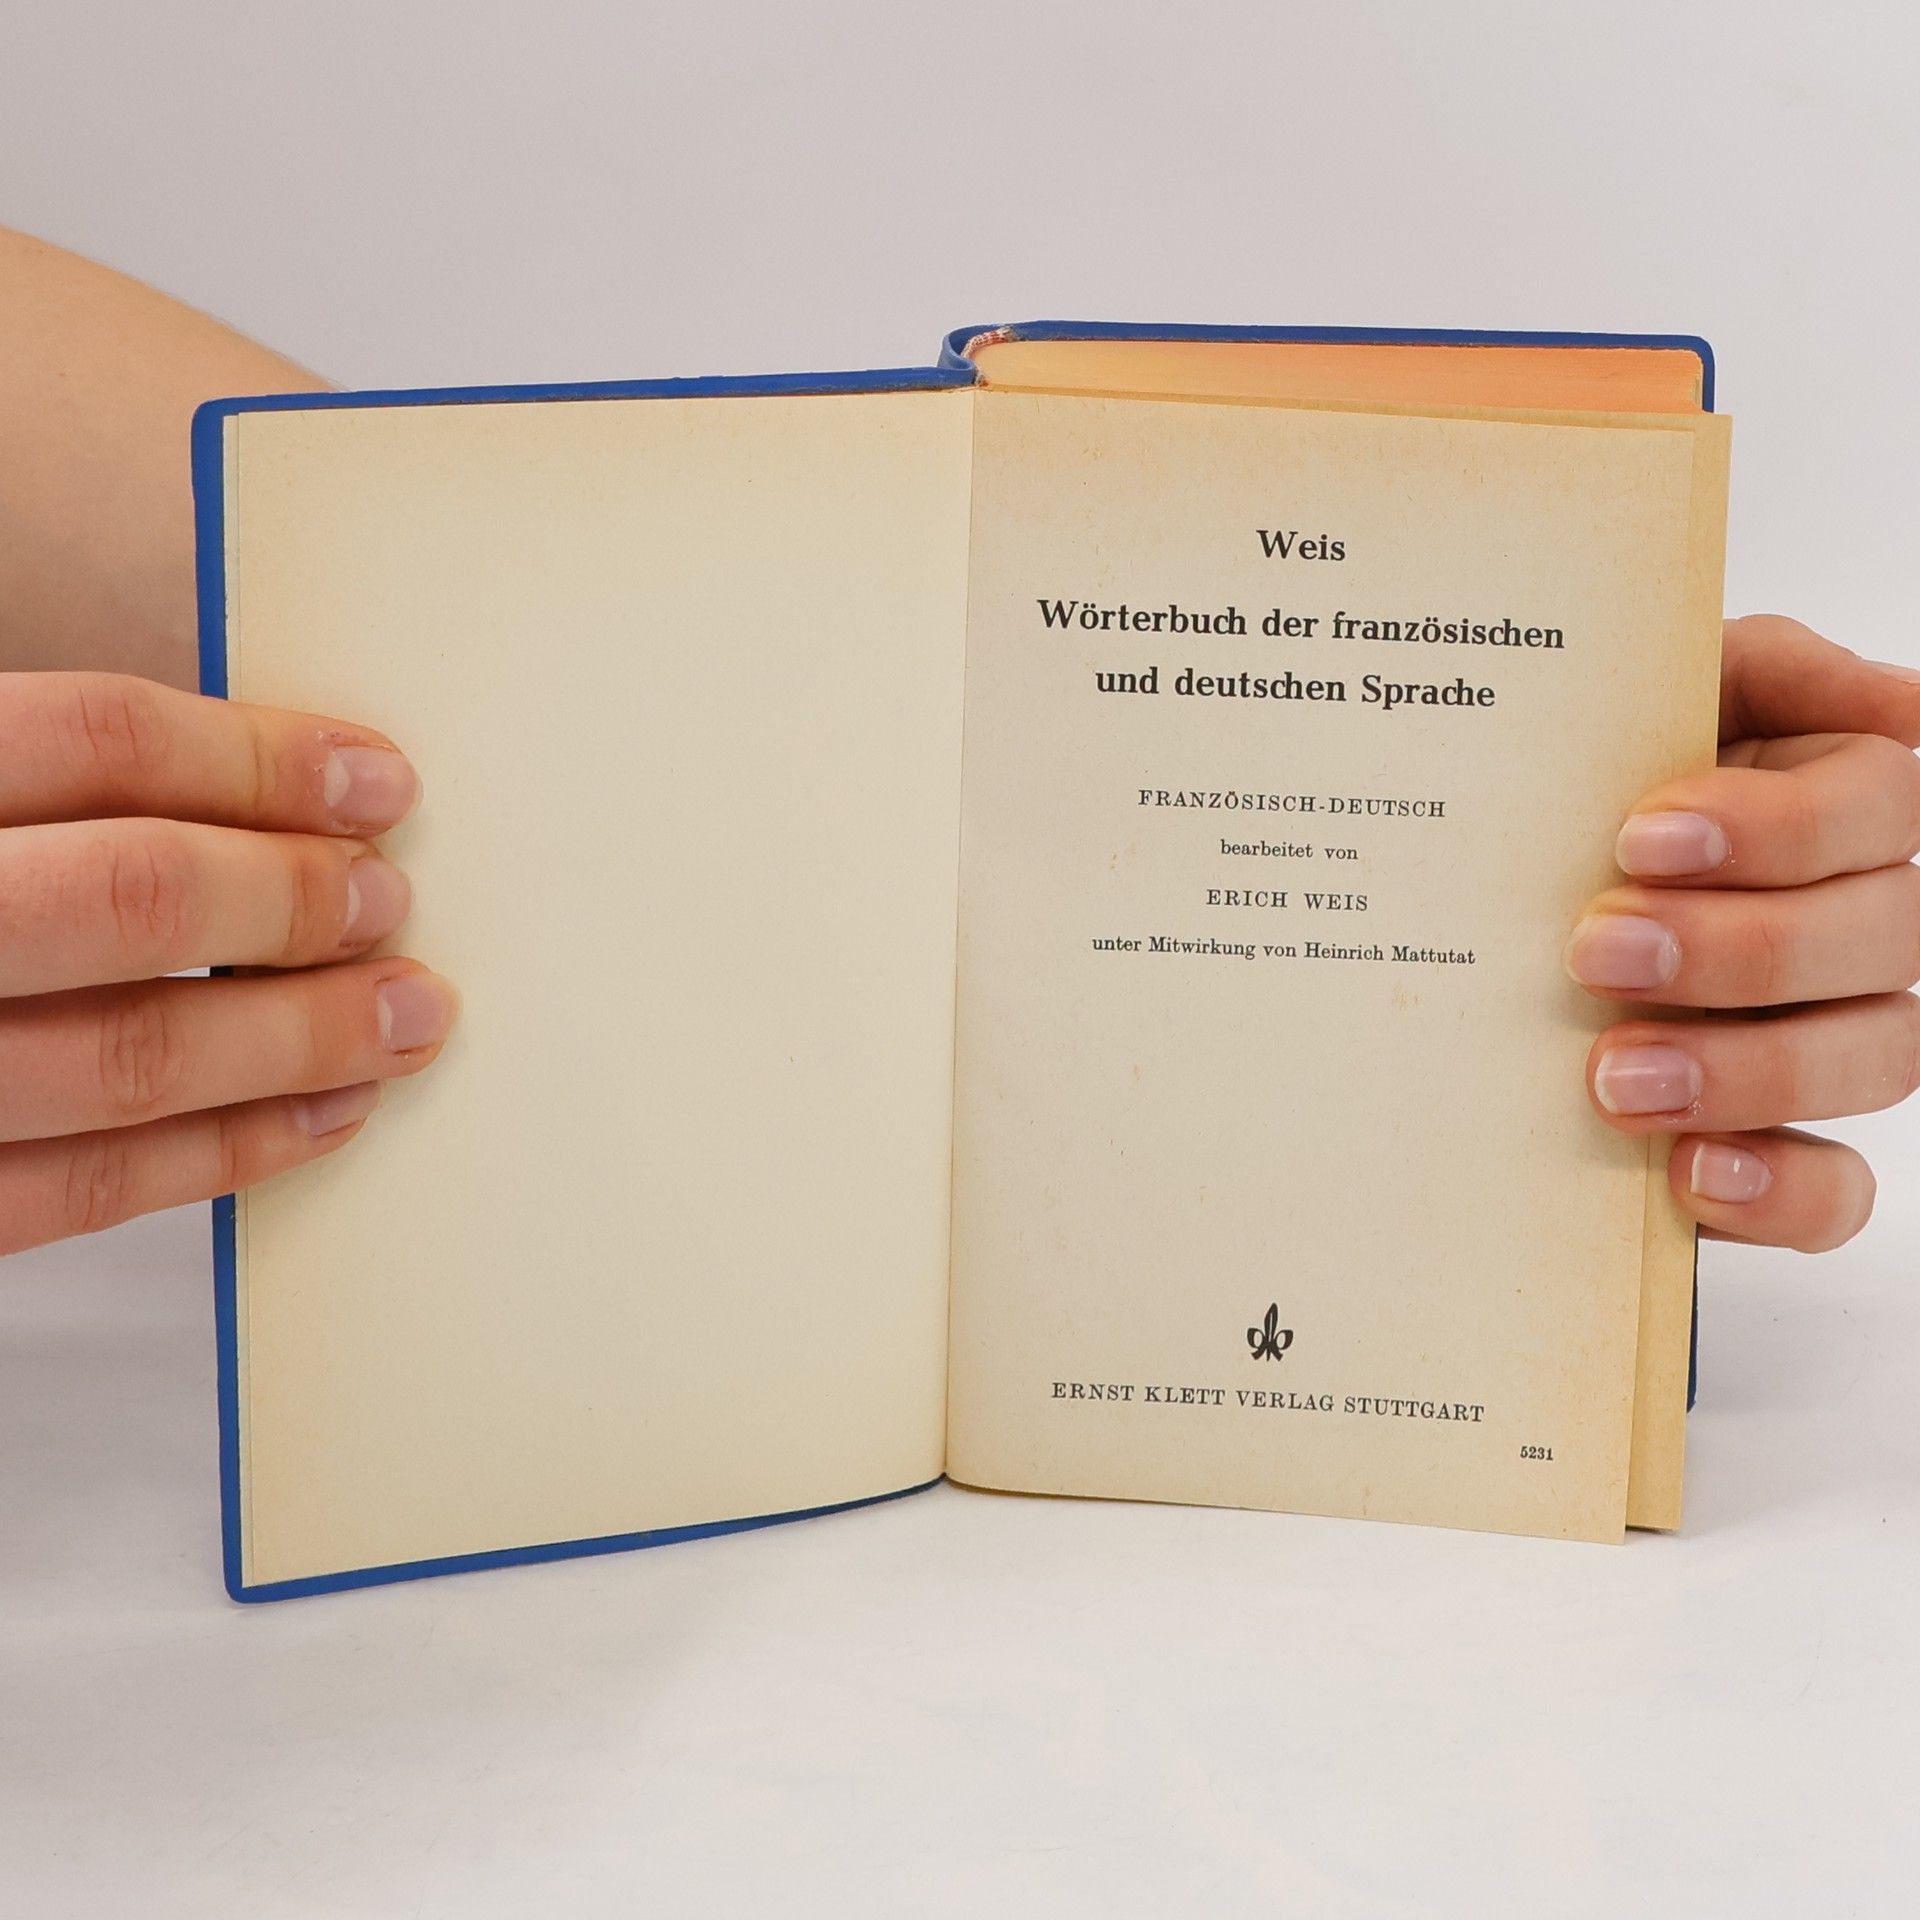 Weis
Wörterbuch der französischen
und deutschen Sprache
FRANZÖSISCH-DEUTSCH
bearbeitet von
ERICH WEIS
unter Mitwirkung von Heinrich Mattutat
ERNST KLETT VERLAG STUTTGART
5231